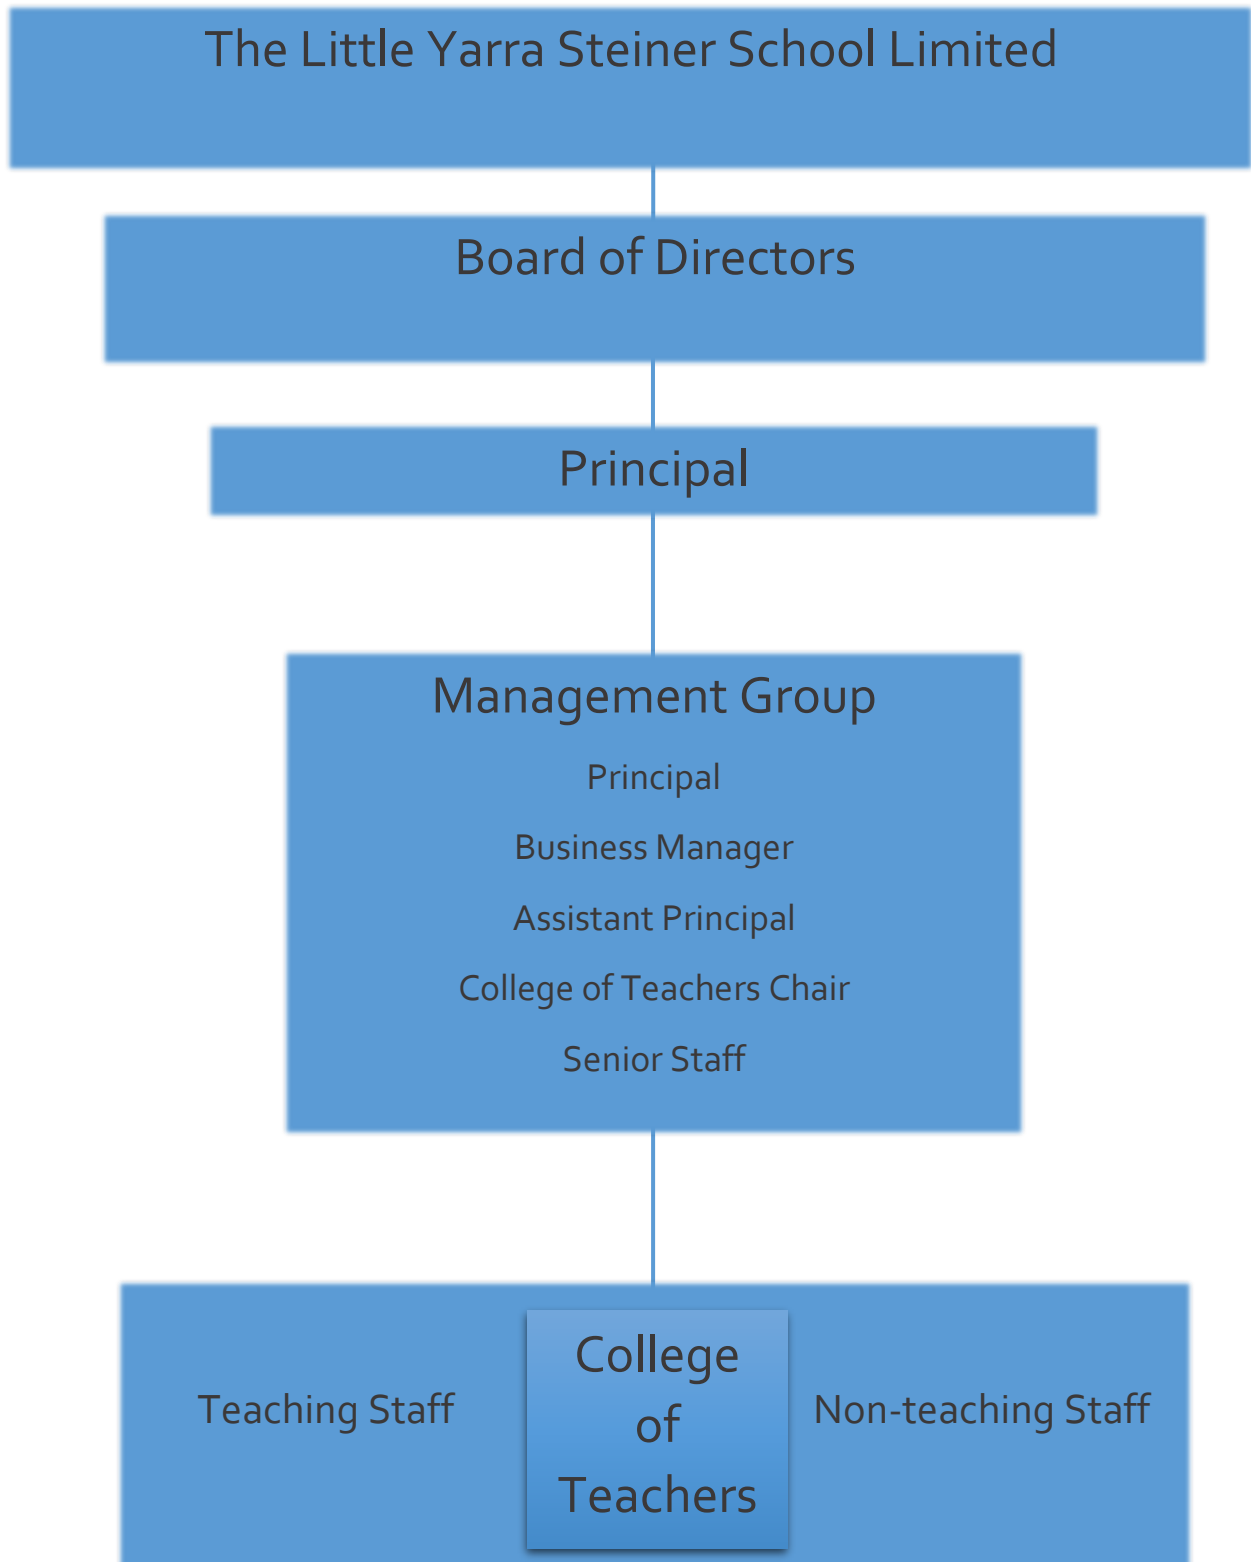 The Little Yarra Steiner School Limited
Board of Directors
Principal
Management Group
Principal
Business Manager
Assistant Principal
College of Teachers Chair
Senior Staff
Teaching Staff
College
of
Teachers
Non-teaching Staff